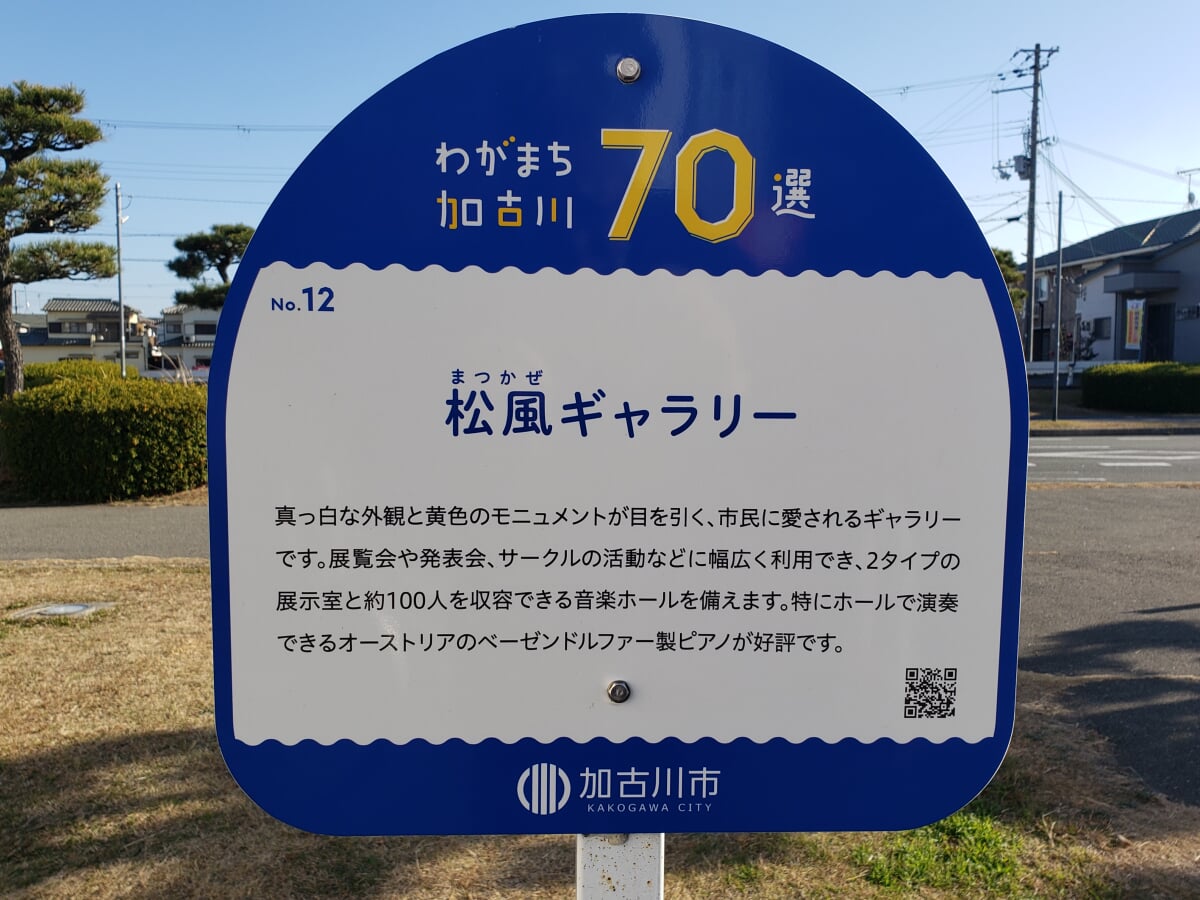 わがまち
加古川
70選
No.12
まつかぜ
松風ギャラリー
真っ白な外観と黄色のモニュメントが目を引く、市民に愛されるギャラリー
です。展覧会や発表会、サークルの活動などに幅広く利用でき、2タイプの
展示室と約100人を収容できる音楽ホールを備えます。特にホールで演奏
できるオーストリアのベーゼンドルファー製ピアノが好評です。
加古川市
KAKOGAWA CITY